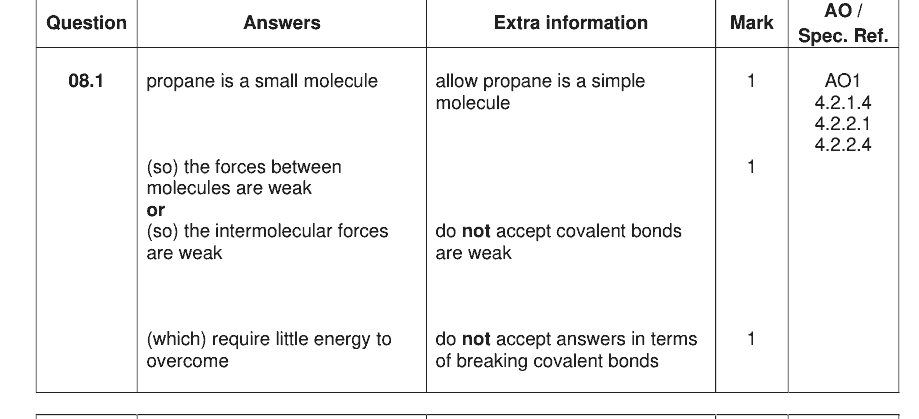 Question Answers Extra information Mark AO / Spec. Ref.
08.1 propane is a small molecule allow propane is a simple 1 AO1
molecule 4.2.1.4
4.2.2.1
4.2.2.4
(so) the forces between 1
molecules are weak
or
(so) the intermolecular forces do not accept covalent bonds
are weak are weak
(which) require little energy to do not accept answers in terms 1
overcome of breaking covalent bonds